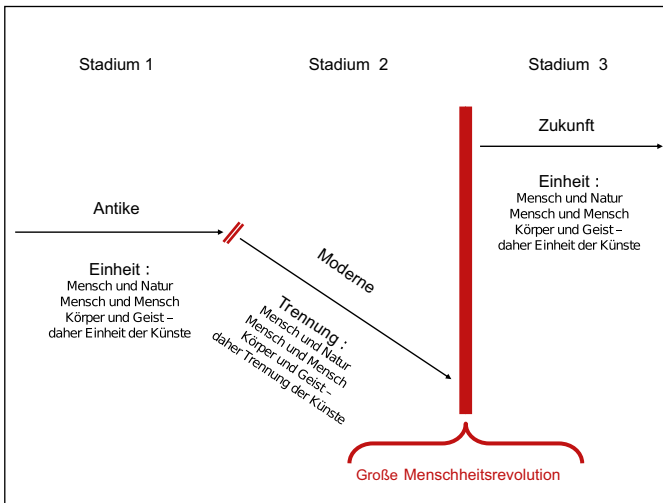 Stadium 1
Stadium 2
Stadium 3
Antike
Einheit :
Mensch und Natur
Mensch und Mensch
Körper und Geist –
daher Einheit der Künste
Moderne
Trennung :
Mensch und Natur
Mensch und Mensch
Körper und Geist –
daher Trennung der Künste
Zukunft
Einheit :
Mensch und Natur
Mensch und Mensch
Körper und Geist –
daher Einheit der Künste
Große Menschheitsrevolution